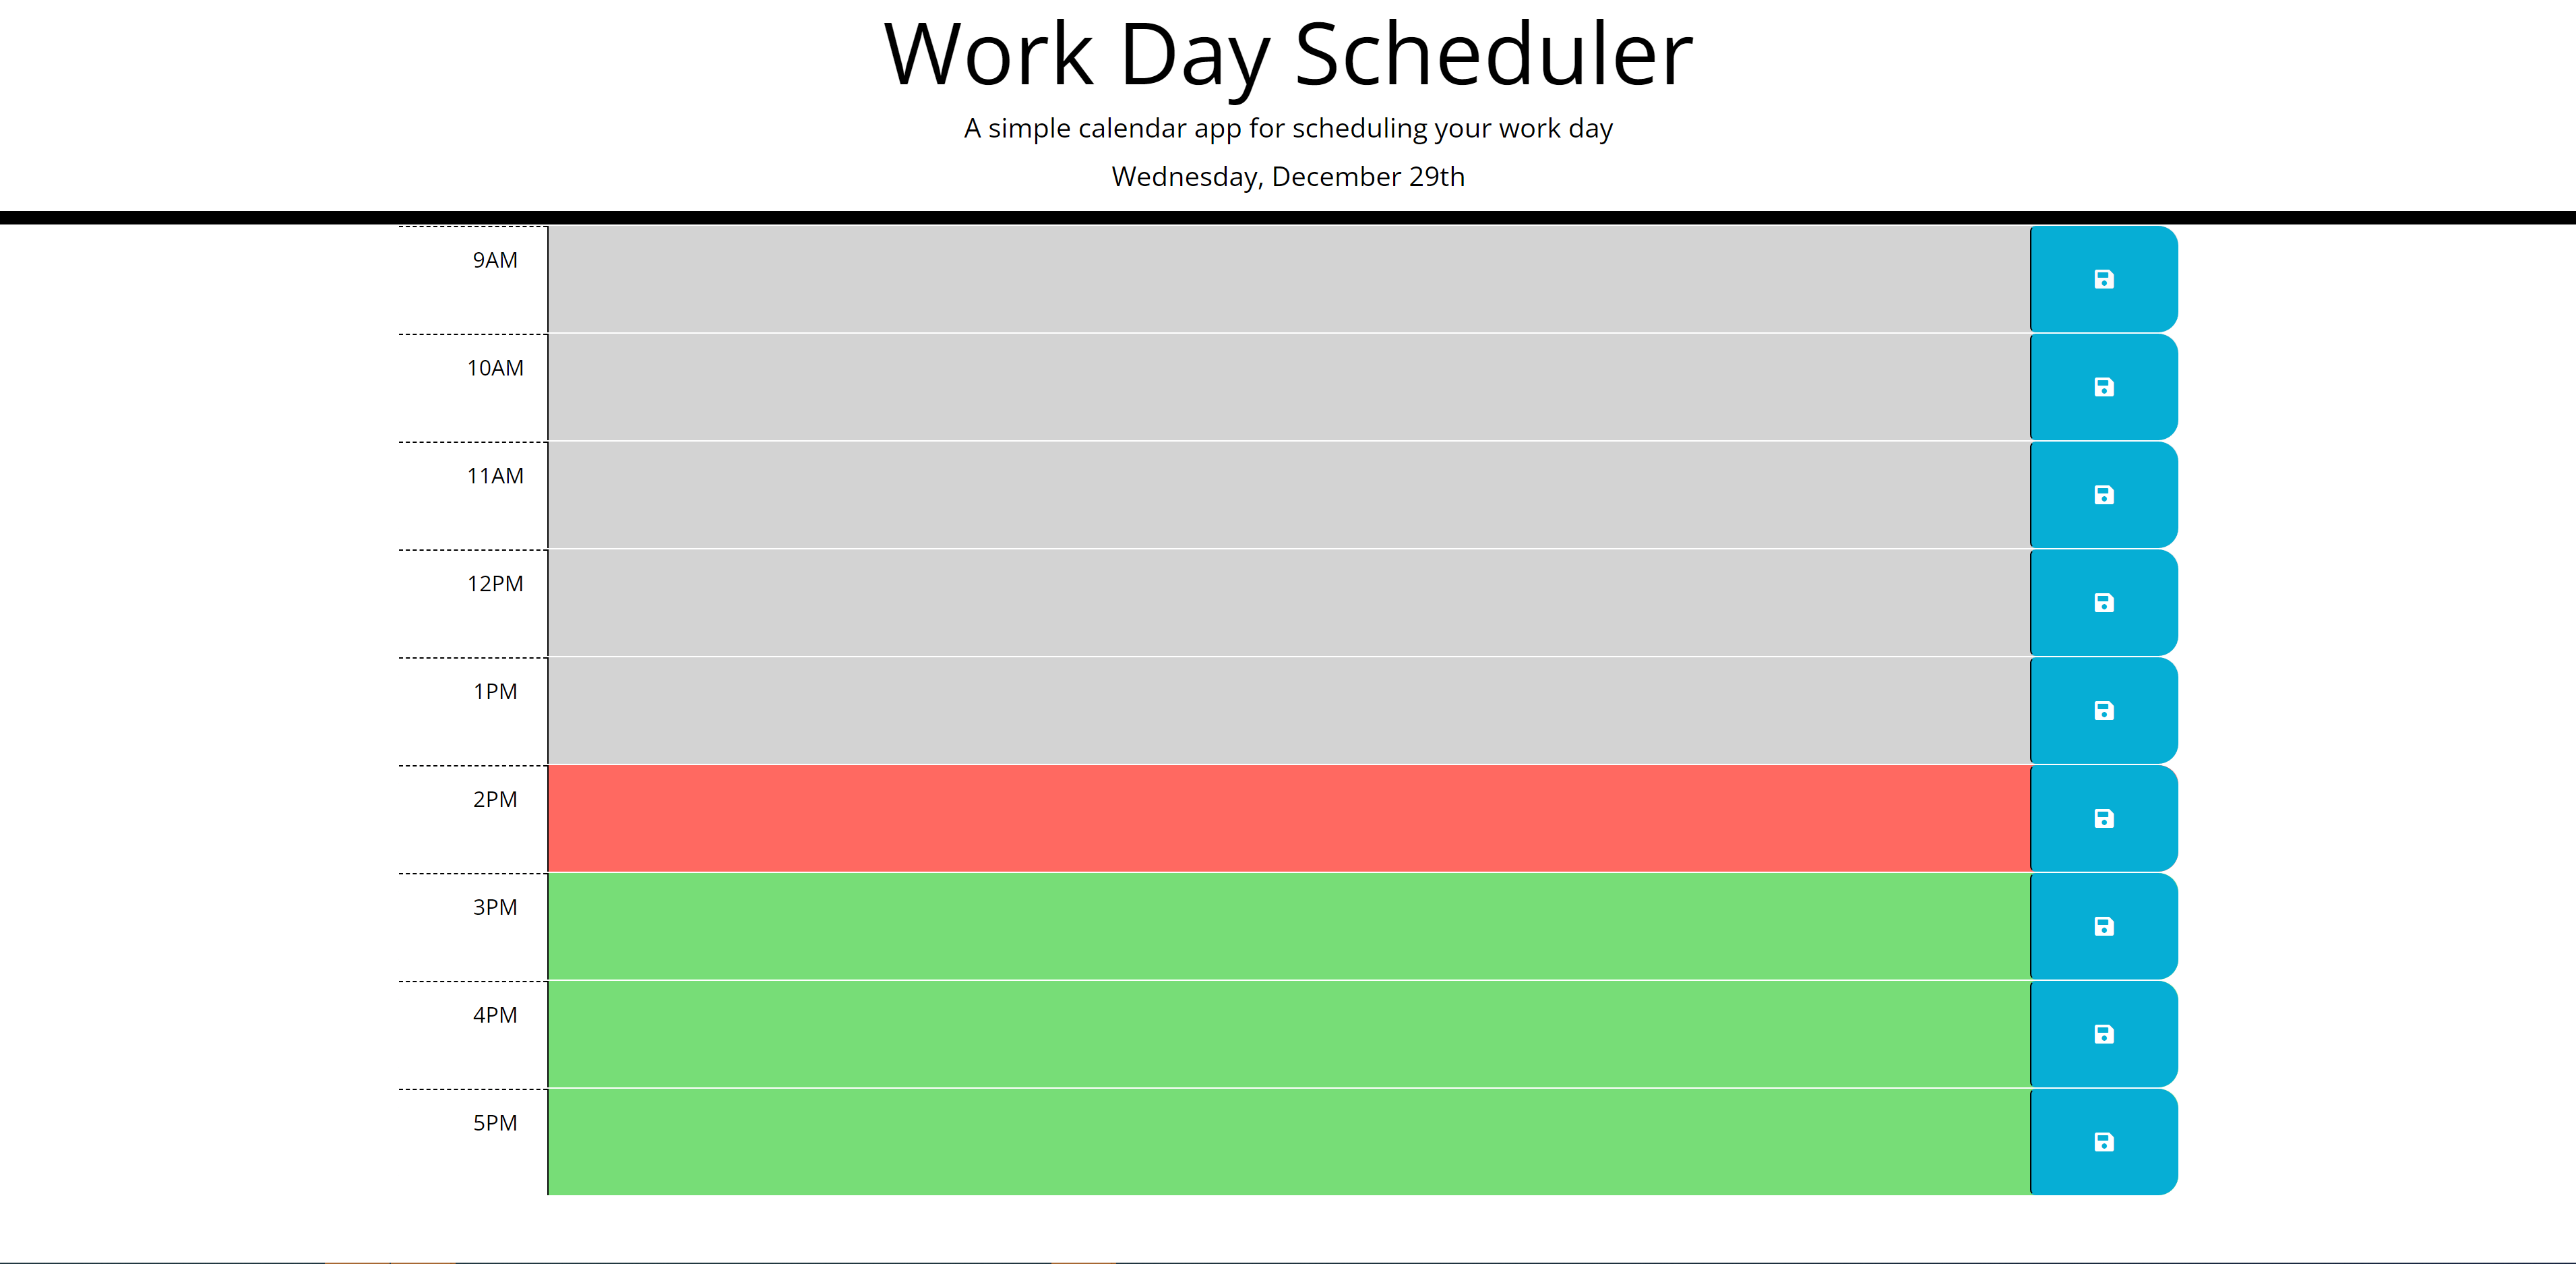 Work Day Scheduler
A simple calendar app for scheduling your work day
Wednesday, December 29th
9AM
10AM
11AM
12PM
1PM
2PM
3PM
4PM
5PM